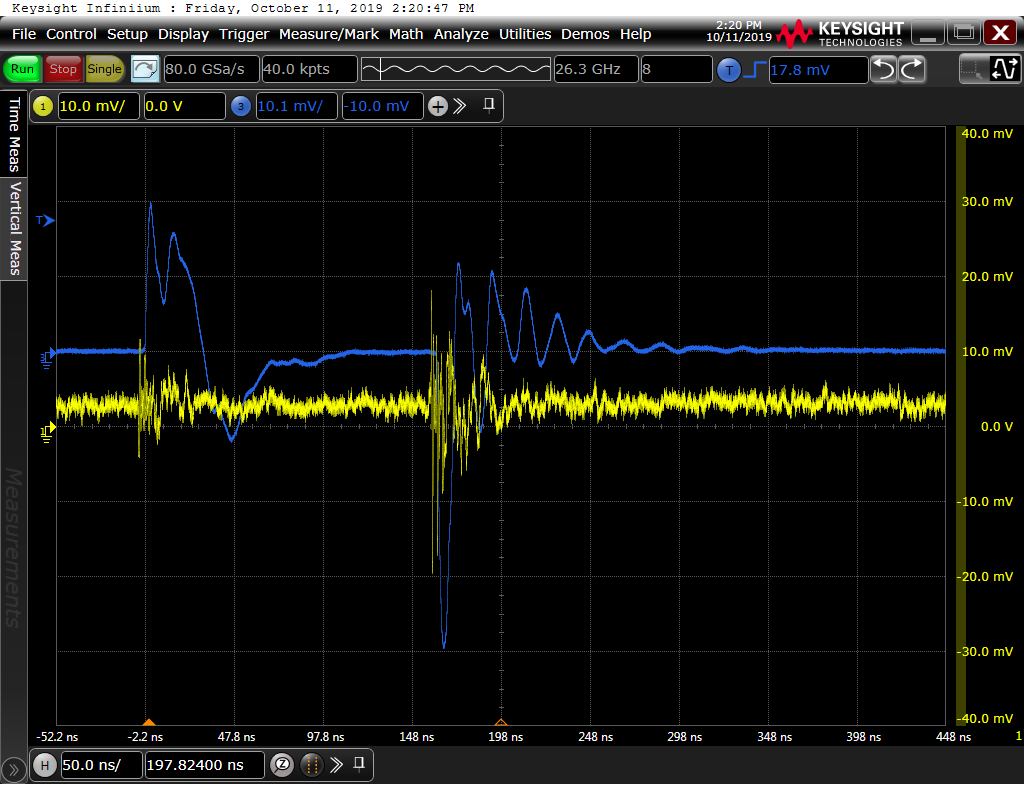 Keysight Infiniium : Friday, October 11, 2019 2:20:47 PM
File Control Setup Display Trigger Measure/Mark Math Analyze Utilities Demos Help
2:20 PM
10/11/2019
KEYSIGHT
TECHNOLOGIES
X
Run Stop Single 80.0 GSa/s 40.0 kpts 26.3 GHz 8 T 17.8 mV
1 10.0 mV/ 0.0 V 3 10.1 mV/ -10.0 mV +
Time Meas
Vertical Meas
Measurements
T
3
1
40.0 mV
30.0 mV
20.0 mV
10.0 mV
0.0 V
-10.0 mV
-20.0 mV
-30.0 mV
-40.0 mV
-52.2 ns -2.2 ns 47.8 ns 97.8 ns 148 ns 198 ns 248 ns 298 ns 348 ns 398 ns 448 ns 1
H 50.0 ns/ 197.82400 ns Z